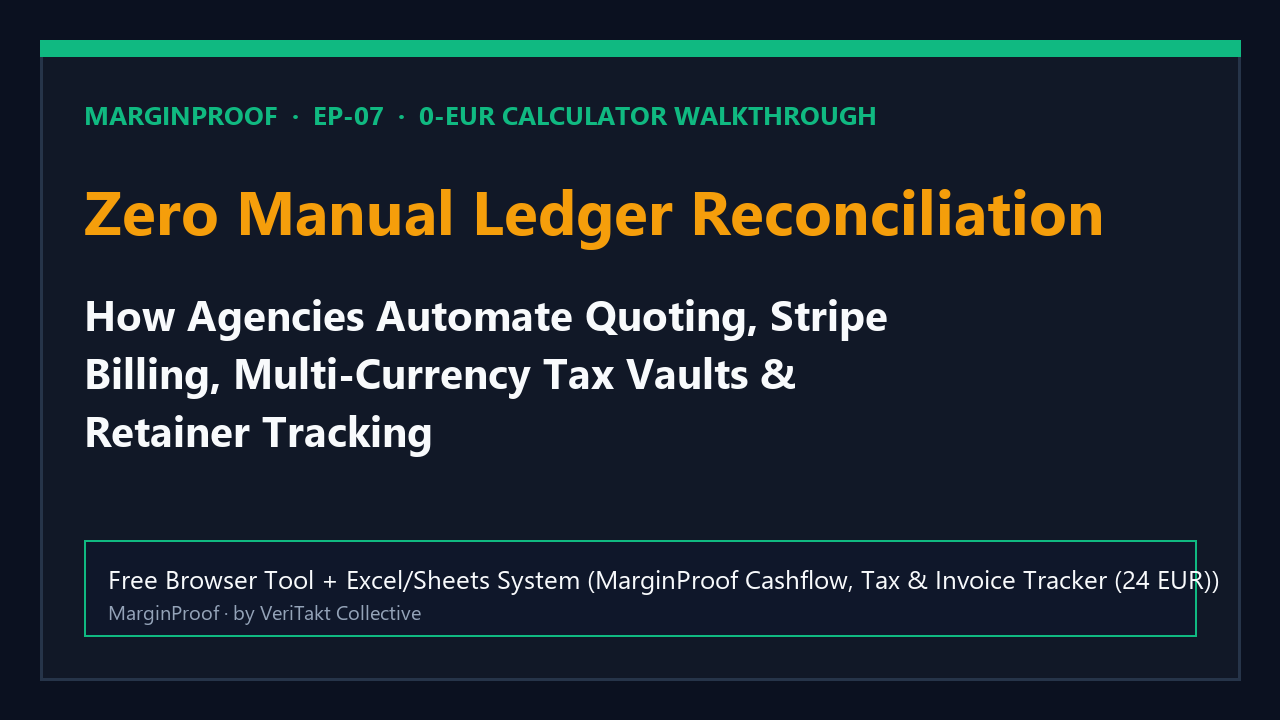 MARGINPROOF · EP-07 · 0-EUR CALCULATOR WALKTHROUGH
Zero Manual Ledger Reconciliation
How Agencies Automate Quoting, Stripe
Billing, Multi-Currency Tax Vaults &
Retainer Tracking
Free Browser Tool + Excel/Sheets System (MarginProof Cashflow, Tax & Invoice Tracker (24 EUR))
MarginProof · by VeriTakt Collective